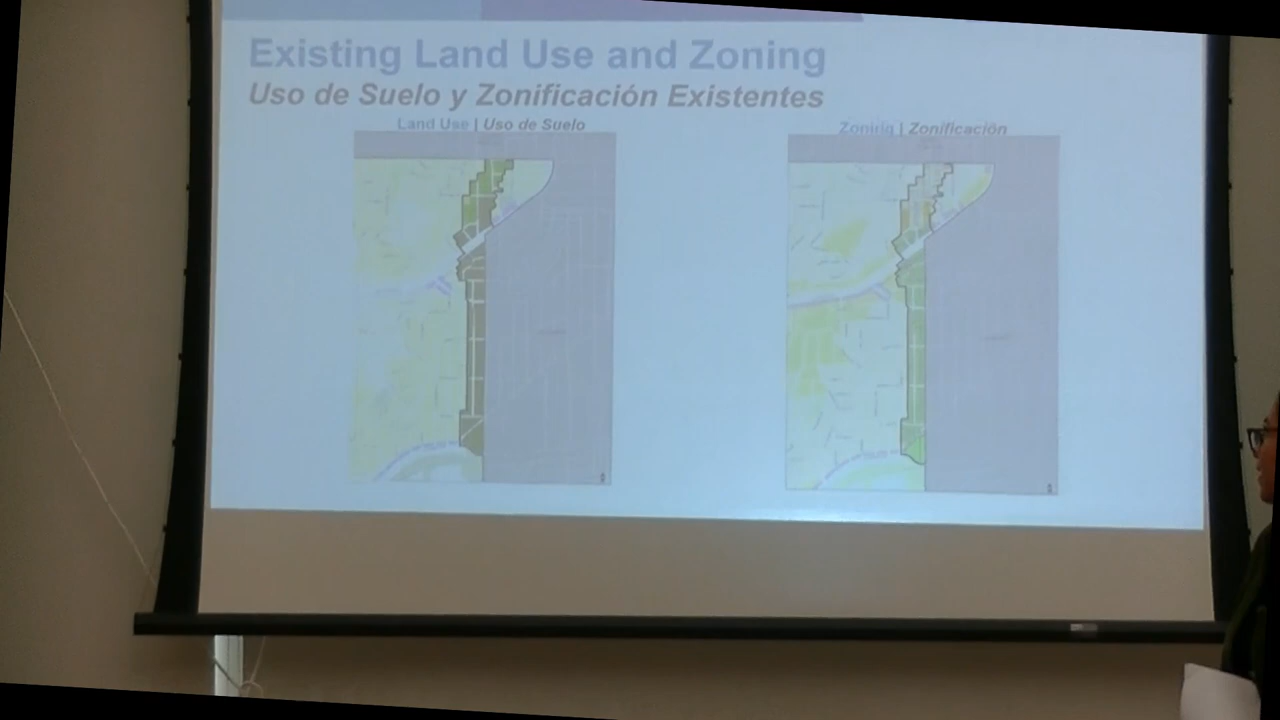 Existing Land Use and Zoning
Uso de Suelo y Zonificación Existentes
Land Use | Uso de Suelo
Zoning | Zonificación